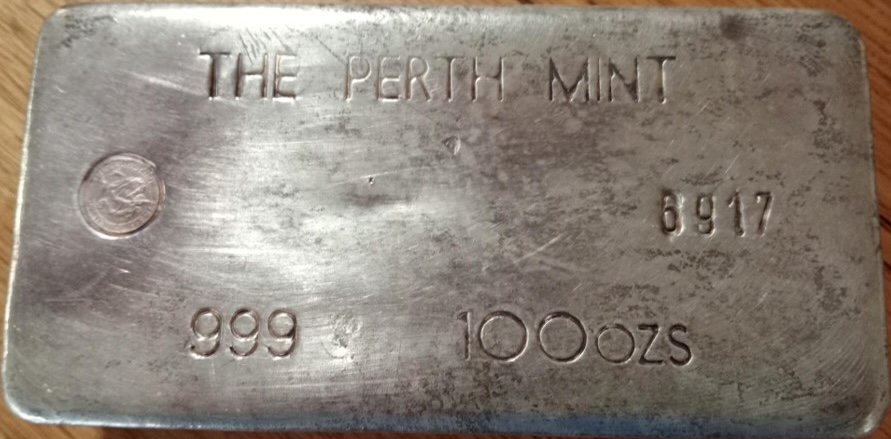 THE PERTH MINT
6917
999 100ozs